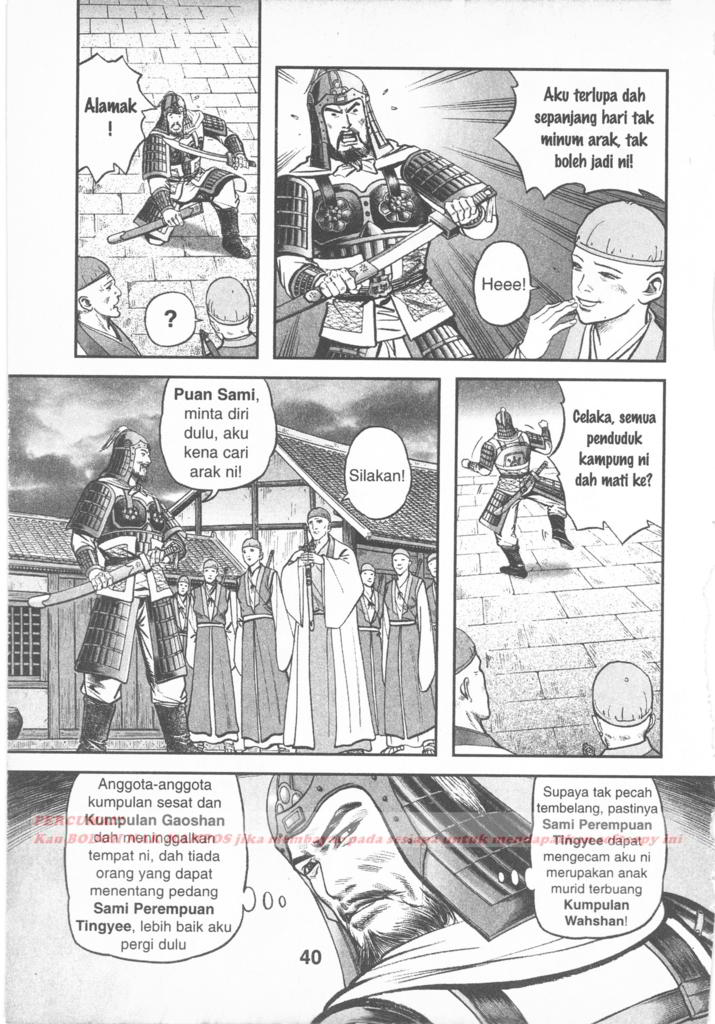 Alamak
!
?
Aku terlupa dah
sepanjang hari tak
minum arak, tak
boleh jadi ni!
Heee!
Puan Sami,
minta diri
dulu, aku
kena cari
arak ni!
Silakan!
Celaka, semua
penduduk
kampung ni
dah mati ke?
Anggota-anggota
kumpulan sesat dan
Kumpulan Gaoshan
dah meninggalkan
tempat ni, dah tiada
orang yang dapat
menentang pedang
Sami Perempuan
Tingyee, lebih baik aku
pergi dulu
Supaya tak pecah
tembelang, pastinya
Sami Perempuan
Tingyee dapat
mengecam aku ni
merupakan anak
murid terbuang
Kumpulan
Wahshan!
40